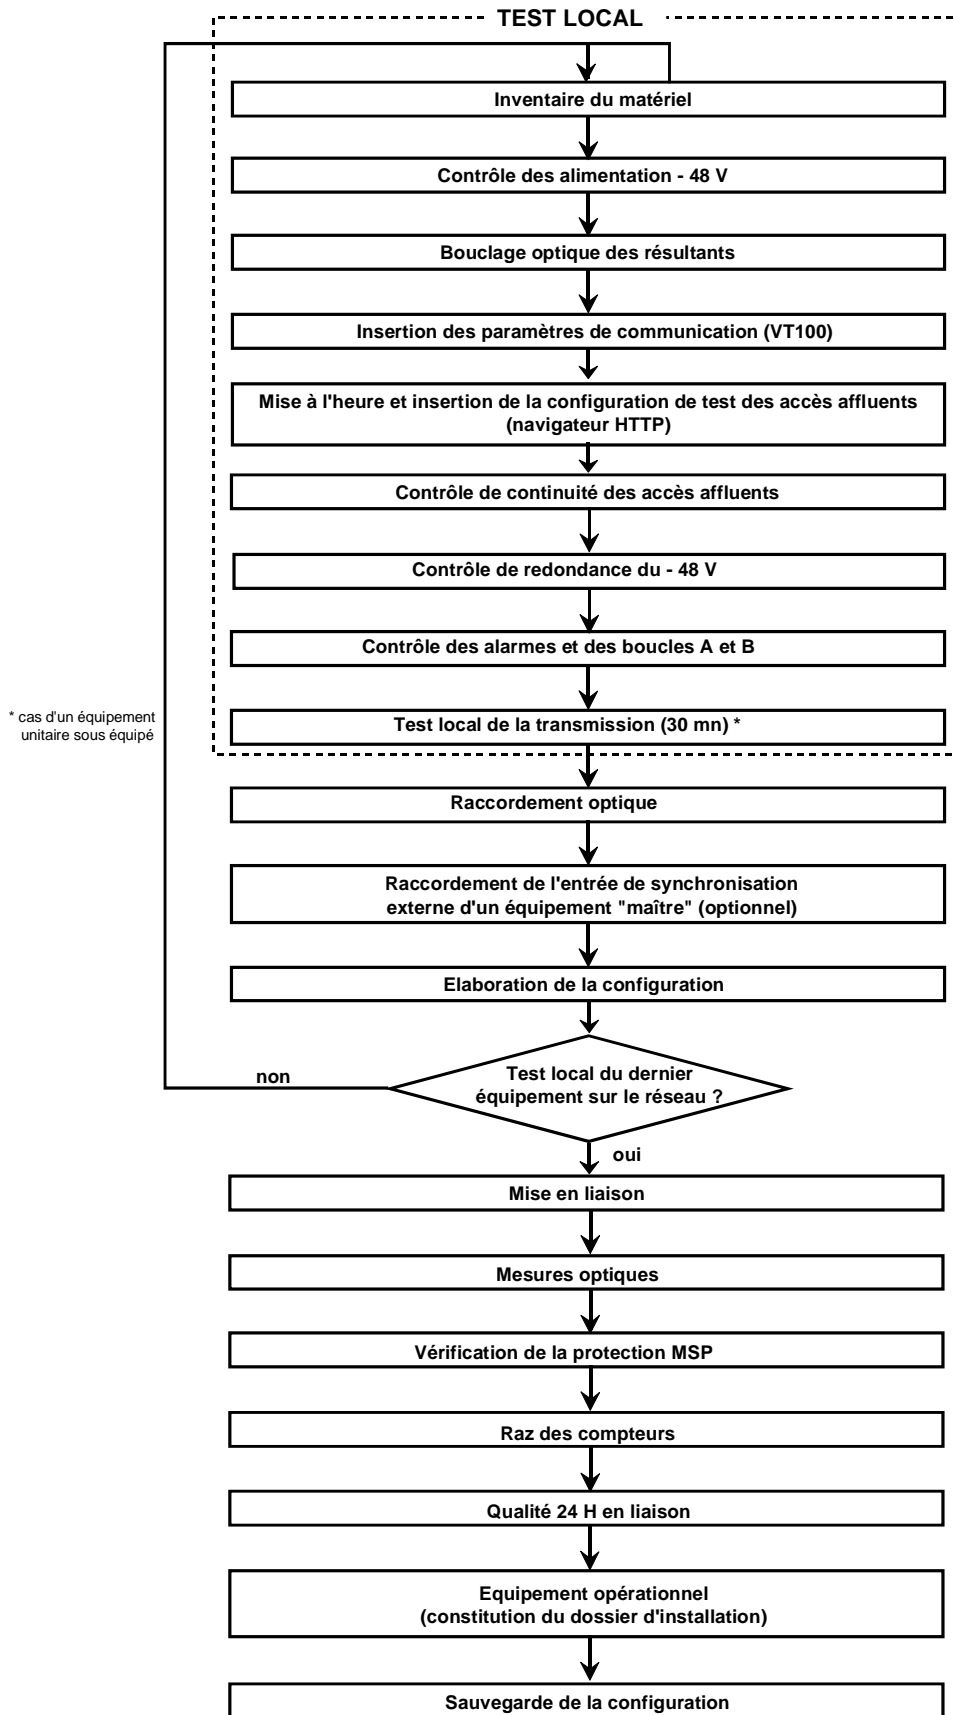 TEST LOCAL
Inventaire du matériel
Contrôle des alimentation - 48 V
Bouclage optique des résultants
Insertion des paramètres de communication (VT100)
Mise à l'heure et insertion de la configuration de test des accès affluents
(navigateur HTTP)
Contrôle de continuité des accès affluents
Contrôle de redondance du - 48 V
Contrôle des alarmes et des boucles A et B
* cas d'un équipement
unitaire sous équipé
Test local de la transmission (30 mn) *
Raccordement optique
Raccordement de l'entrée de synchronisation
externe d'un équipement "maître" (optionnel)
Elaboration de la configuration
non
Test local du dernier
équipement sur le réseau ?
oui
Mise en liaison
Mesures optiques
Vérification de la protection MSP
Raz des compteurs
Qualité 24 H en liaison
Equipement opérationnel
(constitution du dossier d'installation)
Sauvegarde de la configuration